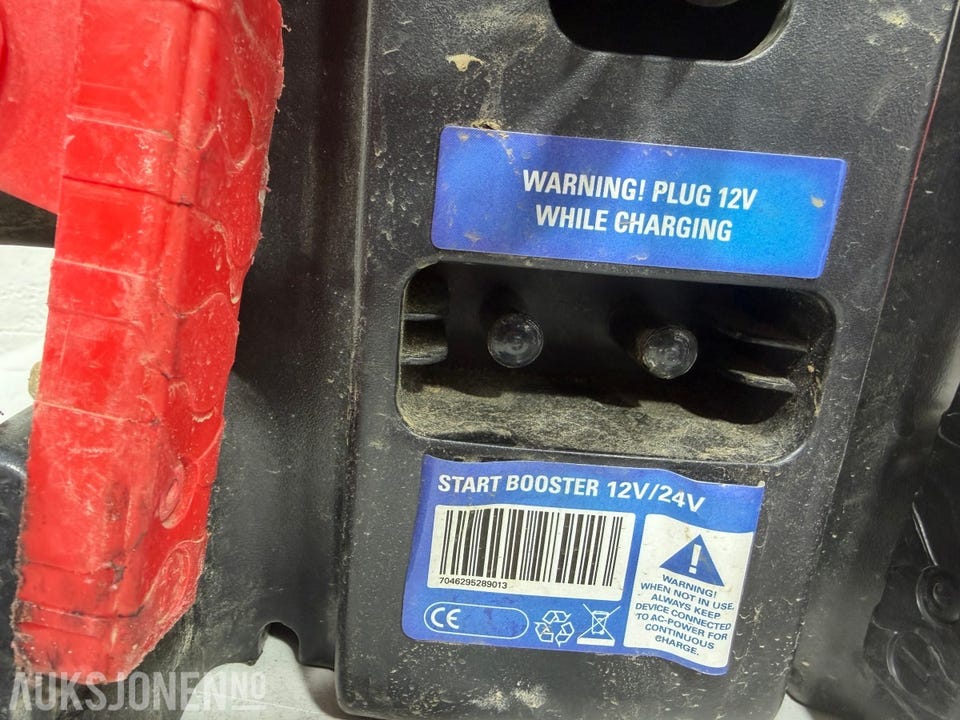 WARNING! PLUG 12V
WHILE CHARGING
START BOOSTER 12V/24V
7046295289013
WARNING!
WHEN NOT IN USE,
ALWAYS KEEP
DEVICE CONNECTED
TO AC-POWER FOR
CONTINUOUS
CHARGE.
CE
AUKSJONEN.NO